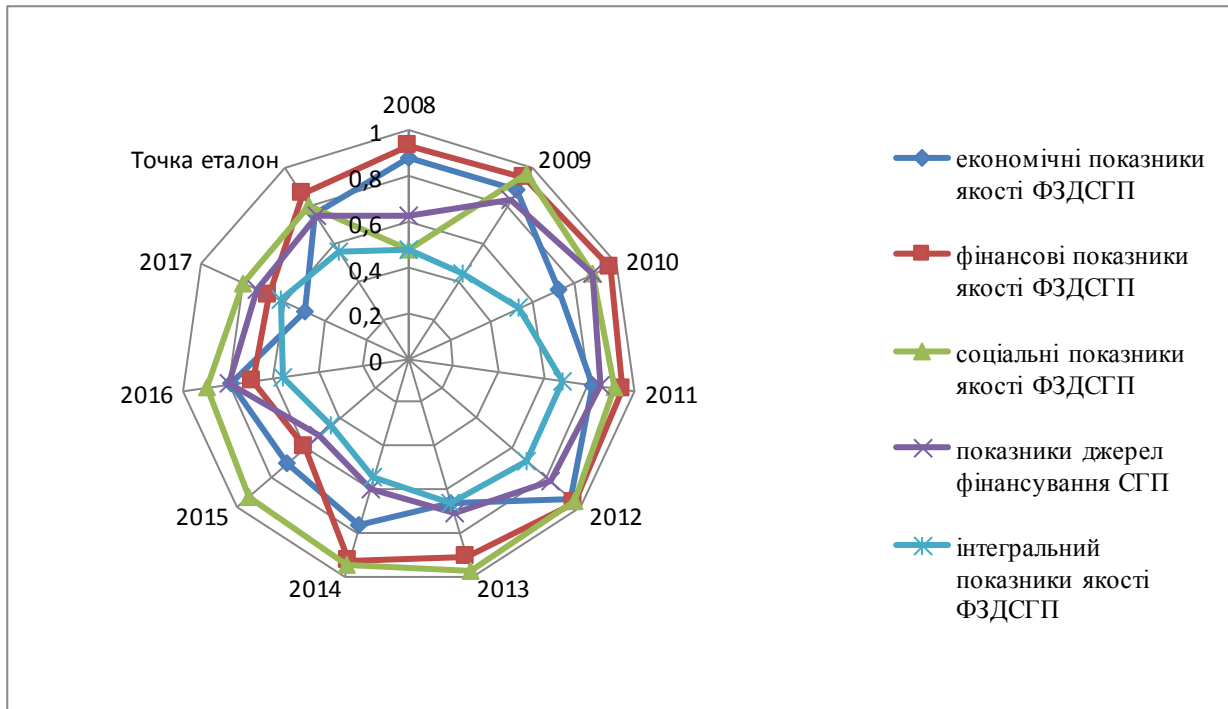 2008
2009
2010
2011
2012
2013
2014
2015
2016
2017
Точка еталон
1
0,8
0,6
0,4
0,2
0
економічні показники
якості ФЗДСГП
фінансові показники
якості ФЗДСГП
соціальні показники
якості ФЗДСГП
показники джерел
фінансування СГП
інтегральний
показники якості
ФЗДСГП